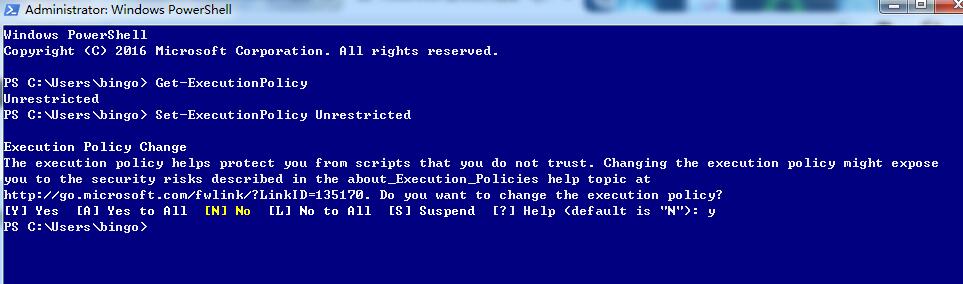 Administrator: Windows PowerShell
Windows PowerShell
Copyright (C) 2016 Microsoft Corporation. All rights reserved.
PS C:\Users\bingo> Get-ExecutionPolicy
Unrestricted
PS C:\Users\bingo> Set-ExecutionPolicy Unrestricted
Execution Policy Change
The execution policy helps protect you from scripts that you do not trust. Changing the execution policy might expose
you to the security risks described in the about_Execution_Policies help topic at
http://go.microsoft.com/fwlink/?LinkID=135170. Do you want to change the execution policy?
[Y] Yes  [A] Yes to All  [N] No  [L] No to All  [S] Suspend  [?] Help (default is "N"): y
PS C:\Users\bingo>